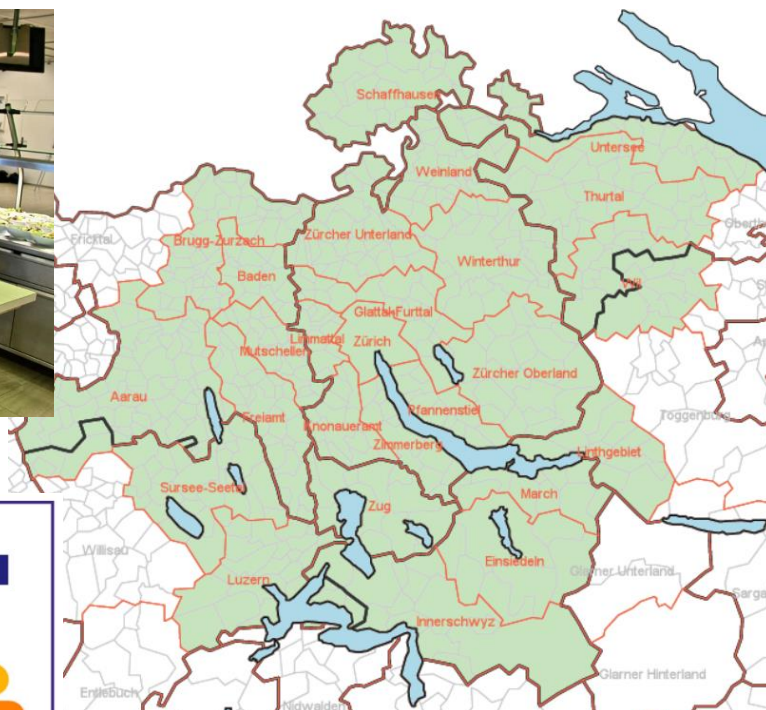 Schaffhausen
Untersee
Weinland
Thurtal
Fricktal
Brugg-Zurzach
Zürcher Unterland
Baden
Winterthur
Wil
Glattal-Furttal
Limmattal
Zürich
Mutschellen
Zürcher Oberland
Aarau
Pfannenstiel
Toggenburg
Freiamt
Knonaueramt
Zimmerberg
Linthgebiet
Sursee-Seetal
March
Zug
Willisau
Einsiedeln
Glarner Unterland
Luzern
Innerschwyz
Glarner Hinterland
Entlebuch
Nidwalden